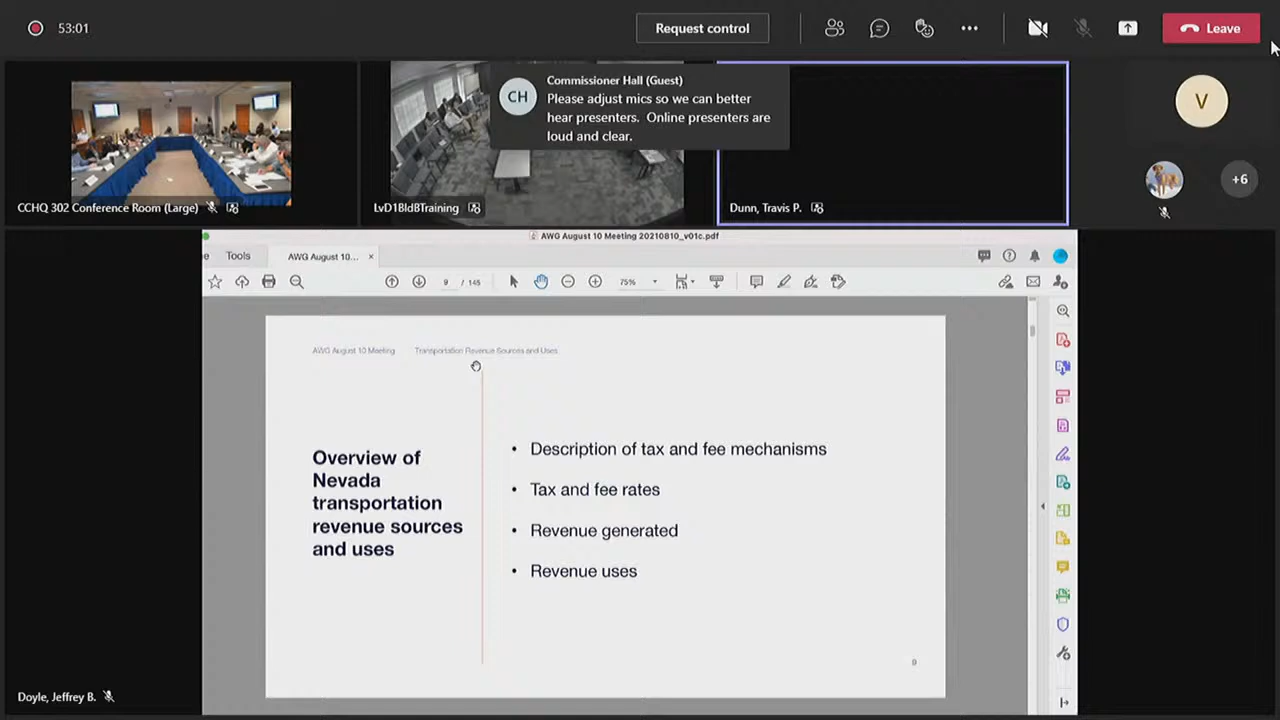 53:01
Request control
Leave
Commissioner Hall (Guest)
CH
Please adjust mics so we can better
hear presenters. Online presenters are
loud and clear.
V
+6
CCHQ 302 Conference Room (Large)
LvD1BldBTraining
Dunn, Travis P.
AWG August 10 Meeting 20210810_v01c.pdf
e
Tools
AWG August 10... ×
9 / 145
75%
AWG August 10 Meeting
Transportation Revenue Sources and Uses
Overview of
Nevada
transportation
revenue sources
and uses
• Description of tax and fee mechanisms
• Tax and fee rates
• Revenue generated
• Revenue uses
9
Doyle, Jeffrey B.